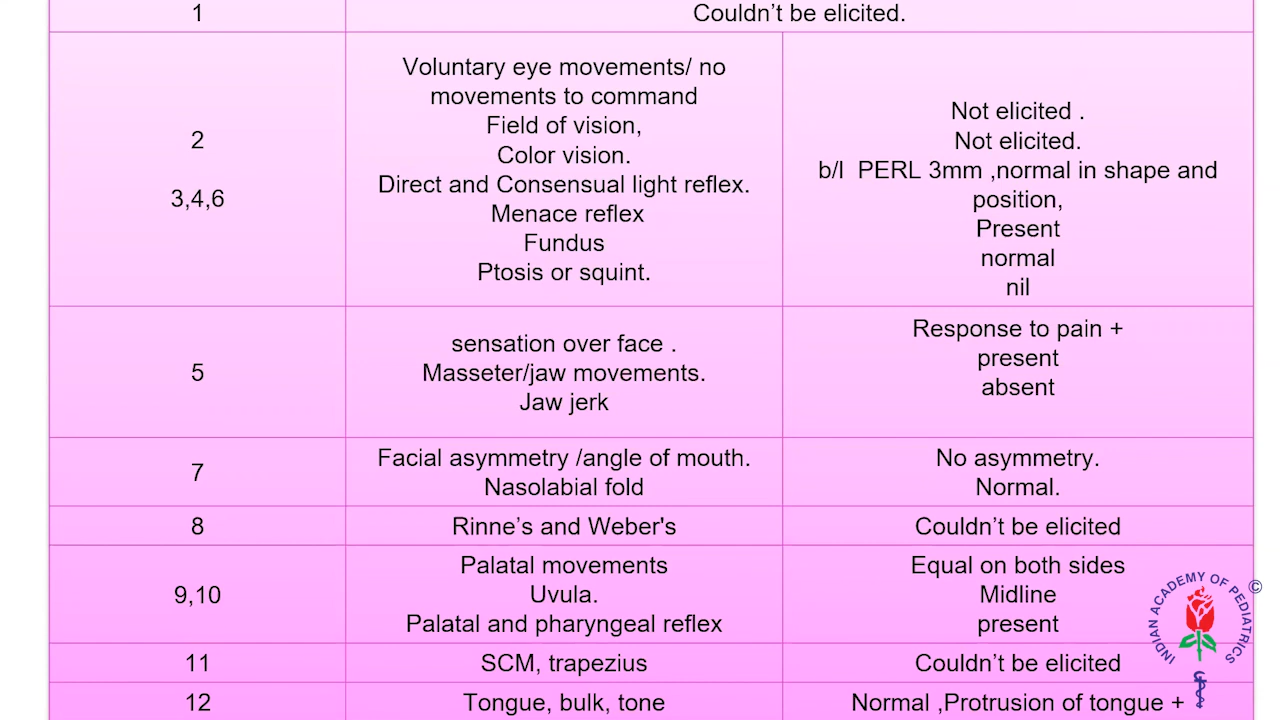 1
Couldn’t be elicited.
2
3,4,6
Voluntary eye movements/ no
movements to command
Field of vision,
Color vision.
Direct and Consensual light reflex.
Menace reflex
Fundus
Ptosis or squint.
Not elicited .
Not elicited.
b/l PERL 3mm ,normal in shape and
position,
Present
normal
nil
5
sensation over face .
Masseter/jaw movements.
Jaw jerk
Response to pain +
present
absent
7
Facial asymmetry /angle of mouth.
Nasolabial fold
No asymmetry.
Normal.
8
Rinne’s and Weber's
Couldn’t be elicited
9,10
Palatal movements
Uvula.
Palatal and pharyngeal reflex
Equal on both sides
Midline
present
11
SCM, trapezius
Couldn’t be elicited
12
Tongue, bulk, tone
Normal ,Protrusion of tongue +
INDIAN ACADEMY OF PEDIATRICS
©